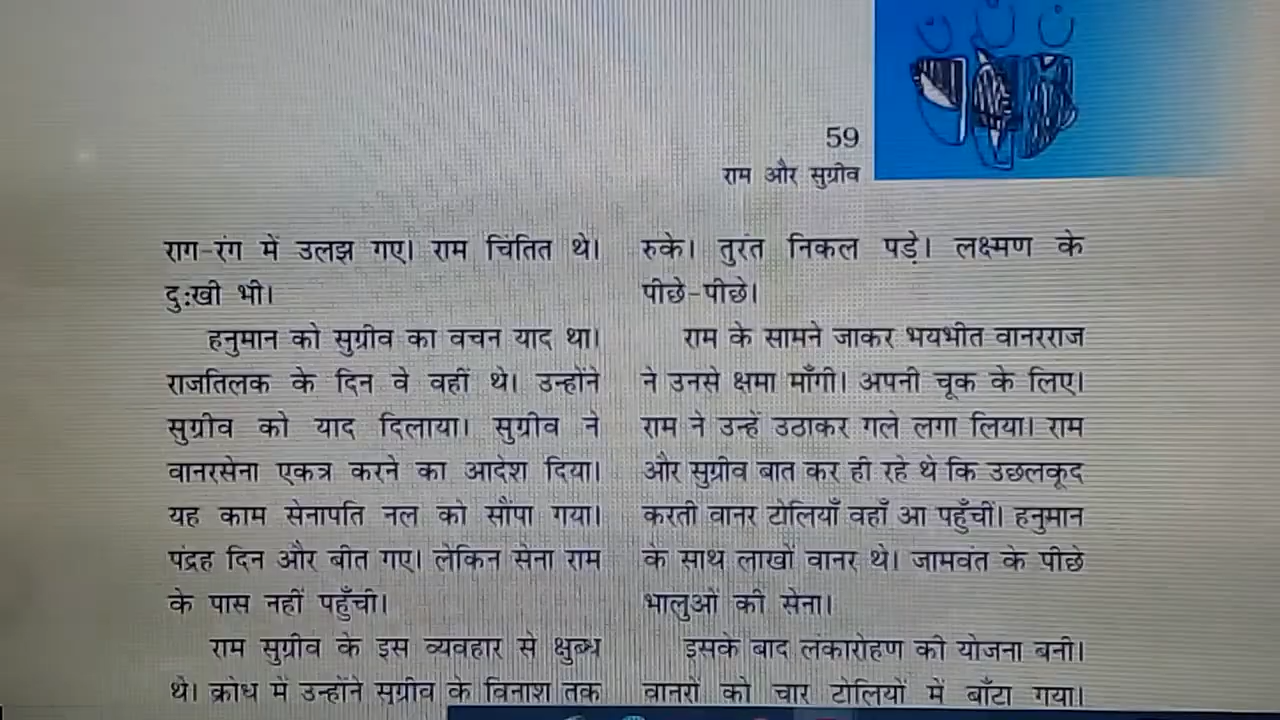 59
राम और सुग्रीव
राग-रंग में उलझ गए। राम चिंतित थे।
दु:खी भी।
हनुमान को सुग्रीव का वचन याद था।
राजतिलक के दिन वे वहीं थे। उन्होंने
सुग्रीव को याद दिलाया। सुग्रीव ने
वानरसेना एकत्र करने का आदेश दिया।
यह काम सेनापति नल को सौंपा गया।
पंद्रह दिन और बीत गए। लेकिन सेना राम
के पास नहीं पहुँची।
राम सुग्रीव के इस व्यवहार से क्षुब्ध
थे। क्रोध में उन्होंने सुग्रीव के विनाश तक
रुके। तुरंत निकल पड़े। लक्ष्मण के
पीछे-पीछे।
राम के सामने जाकर भयभीत वानरराज
ने उनसे क्षमा माँगी। अपनी चूक के लिए।
राम ने उन्हें उठाकर गले लगा लिया। राम
और सुग्रीव बात कर ही रहे थे कि उछलकूद
करती वानर टोलियाँ वहाँ आ पहुँचीं। हनुमान
के साथ लाखों वानर थे। जामवंत के पीछे
भालुओं की सेना।
इसके बाद लंकारोहण की योजना बनी।
वानरों को चार टोलियों में बाँटा गया।